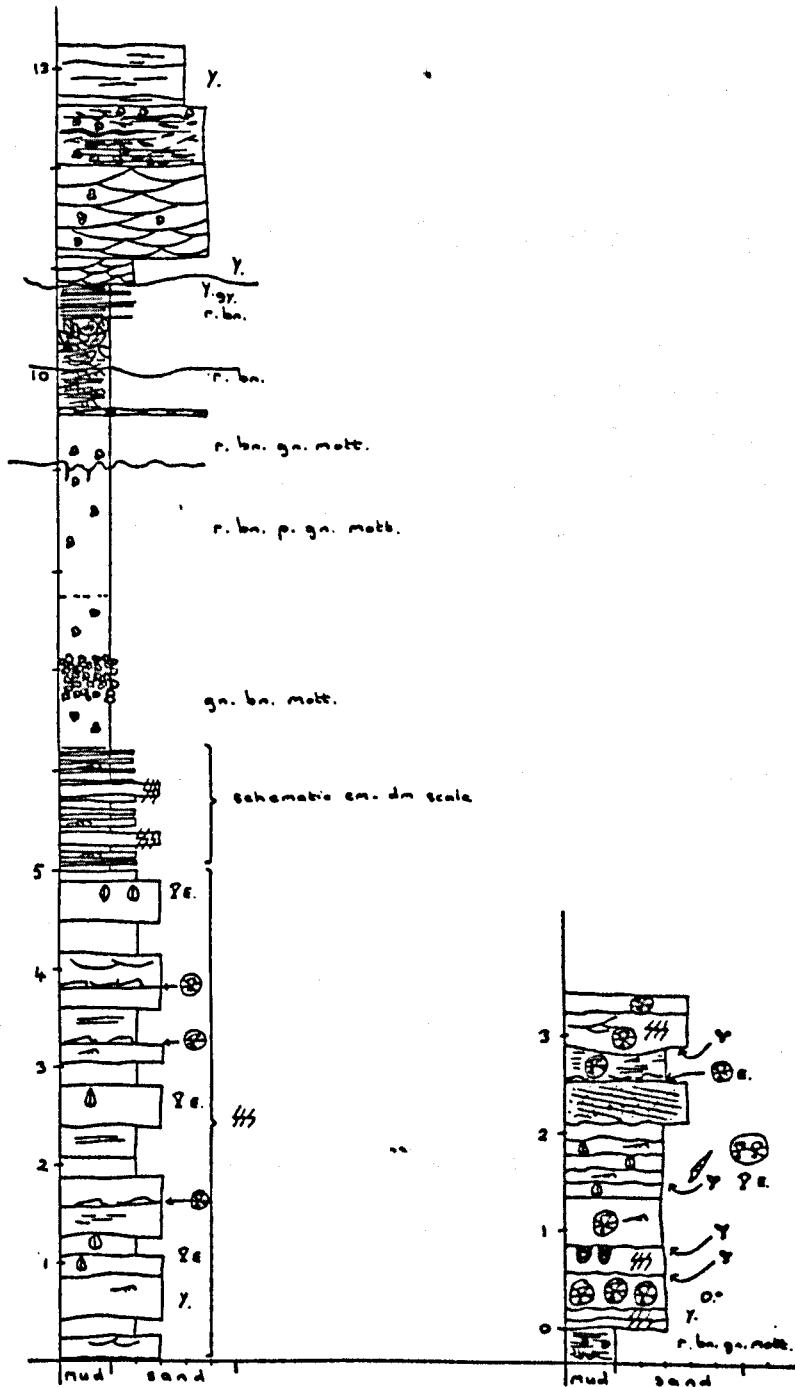 13
y.
y.
y. gy.
r. bn.
10
r. bn.
r. bn. gn. mott.
r. bn. p. gn. mott.
gn. bn. mott.
schematic cm- dm scale
5
E.
4
3
E.
2
E.
1
y.
mud sand
3
E.
2
E.
1
0
y.
r. bn. gn. mott.
mud sand